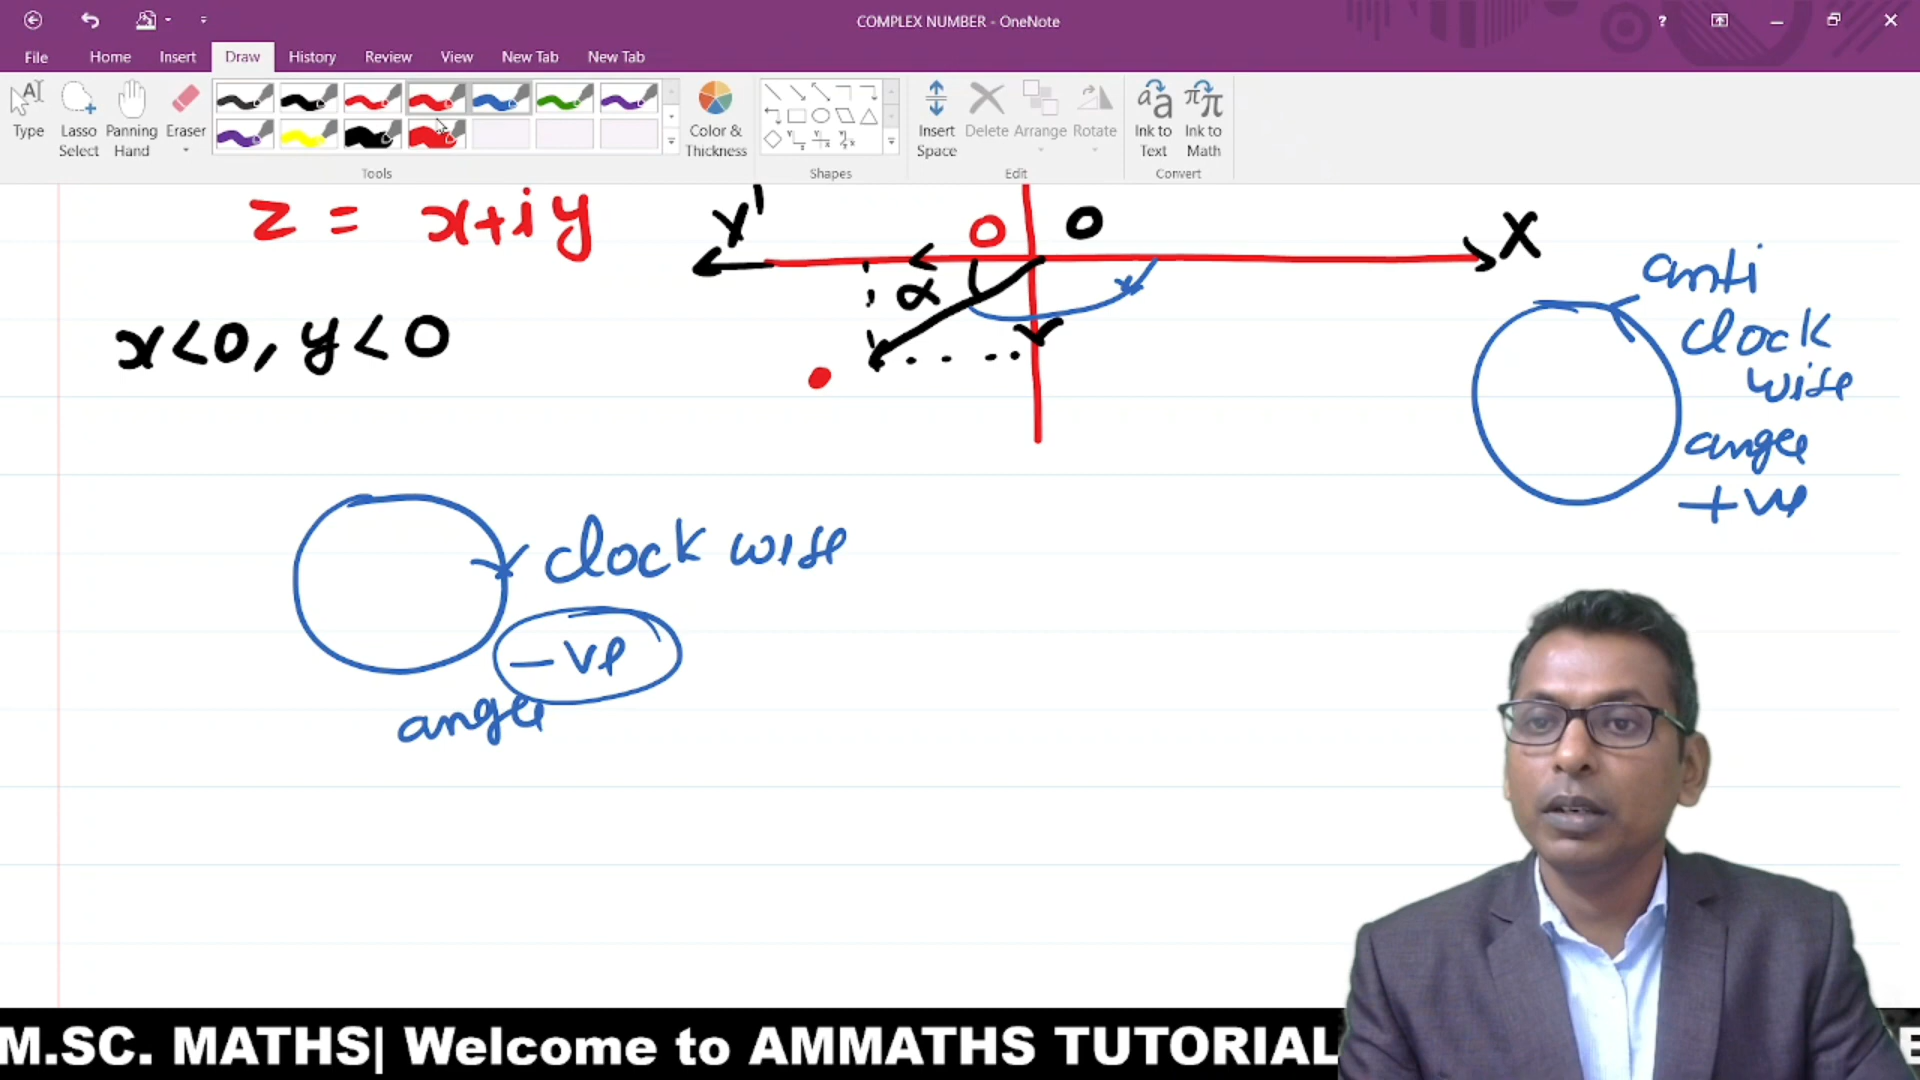 COMPLEX NUMBER - OneNote
?
File Home Insert Draw History Review View New Tab New Tab
Type
Lasso Select
Panning Hand
Eraser
Color & Thickness
Insert Space
Delete
Arrange
Rotate
Ink to Text
Ink to Math
Tools
Shapes
Edit
Convert
z = x+iy
x<0, y<0
X'
O
O
X
α
anti
clock
wise
angle
+ve
clock wise
-ve
angle
M.SC. MATHS| Welcome to AMMATHS TUTORIAL